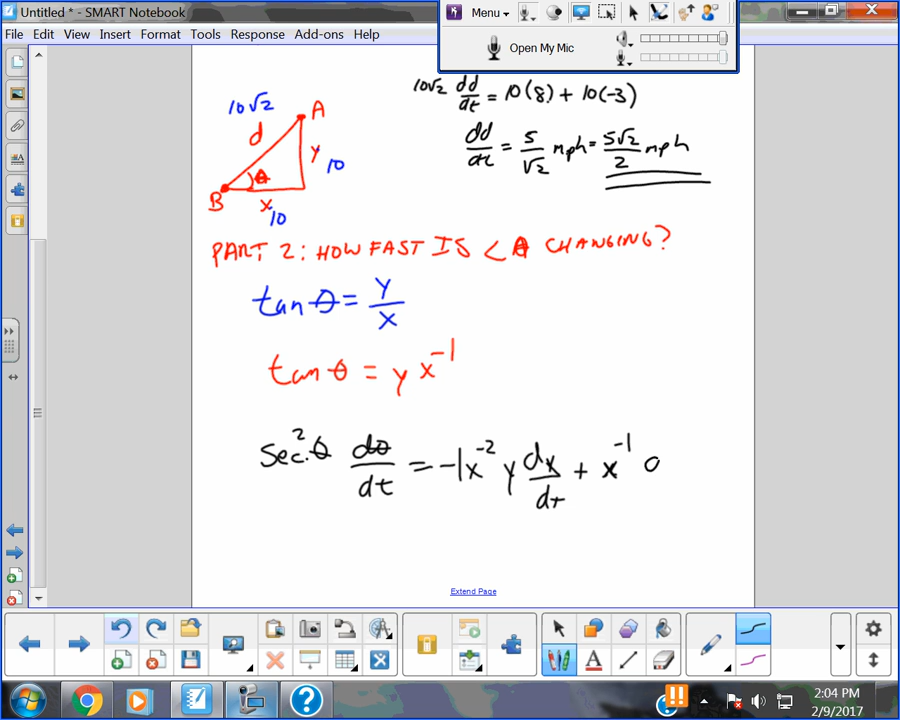 Untitled * - SMART Notebook
Menu
Open My Mic
File Edit View Insert Format Tools Response Add-ons Help
10√2 dd/dt = 10(8) + 10(-3)
dd/dt = 5/√2 mph = 5√2/2 mph
10√2
A
d
y
10
θ
B
x
10
PART 2: HOW FAST IS <θ CHANGING?
tan θ = y/x
tan θ = y x⁻¹
sec² θ dθ/dt = -1x⁻² y dx/dt + x⁻¹
Extend Page
2:04 PM
2/9/2017